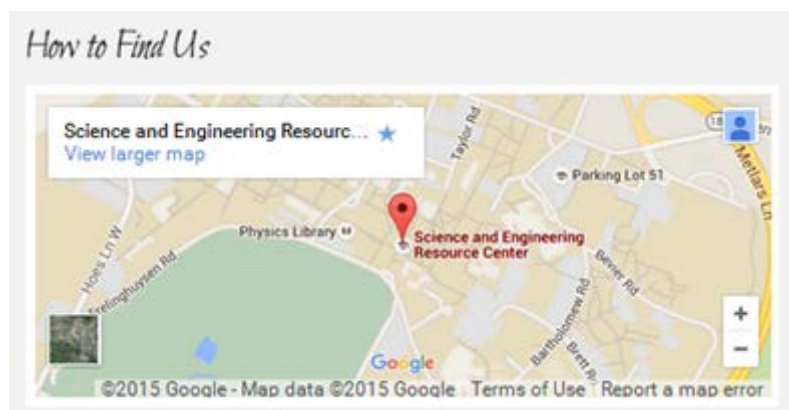 How to Find Us
Science and Engineering Resourc...
View larger map
Taylor Rd
Metlars Ln
Parking Lot 51
Physics Library
Science and Engineering
Resource Center
Hoes Ln W
Frelinghuysen Rd
Bevier Rd
Bartholomew Rd
Brett Rd
+
−
Google
©2015 Google - Map data ©2015 Google
Terms of Use
Report a map error